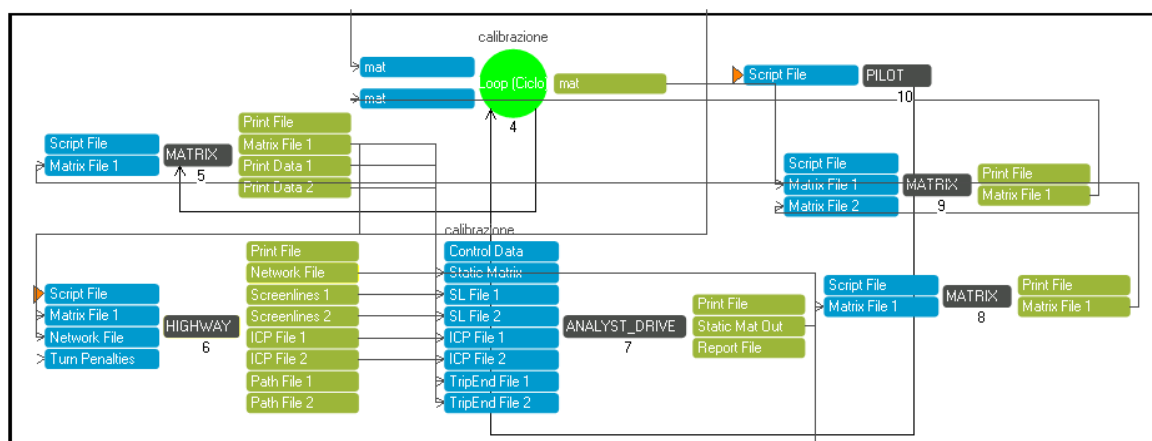 calibrazione
mat
mat
Loop (Ciclo
mat
4
Script File
PILOT
10
Script File
Matrix File 1
MATRIX
5
Print File
Matrix File 1
Print Data 1
Print Data 2
Script File
Matrix File 1
Matrix File 2
MATRIX
9
Print File
Matrix File 1
calibrazione
Script File
Matrix File 1
Network File
Turn Penalties
HIGHWAY
6
Print File
Network File
Screenlines 1
Screenlines 2
ICP File 1
ICP File 2
Path File 1
Path File 2
Control Data
Static Matrix
SL File 1
SL File 2
ICP File 1
ICP File 2
TripEnd File 1
TripEnd File 2
ANALYST_DRIVE
7
Print File
Static Mat Out
Report File
Script File
Matrix File 1
MATRIX
8
Print File
Matrix File 1